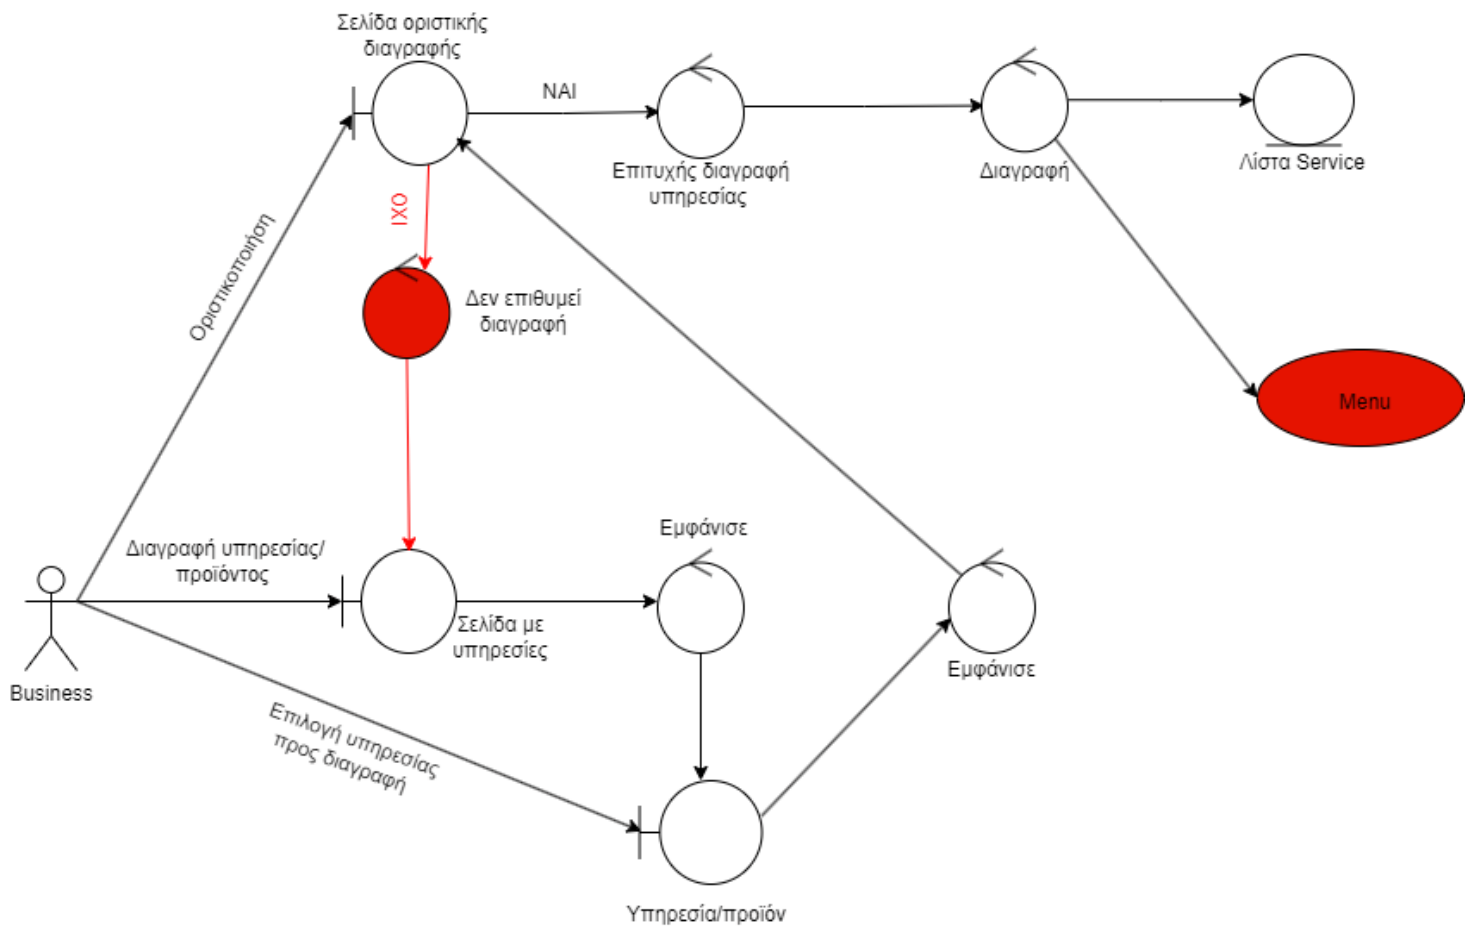 Σελίδα οριστικής
διαγραφής
ΝΑΙ
Επιτυχής διαγραφή
υπηρεσίας
Διαγραφή
Λίστα Service
ΟΧΙ
Οριστικοποιήση
Δεν επιθυμεί
διαγραφή
Menu
Διαγραφή υπηρεσίας/
προϊόντος
Εμφάνισε
Σελίδα με
υπηρεσίες
Εμφάνισε
Business
Επιλογή υπηρεσίας
προς διαγραφή
Υπηρεσία/προϊόν